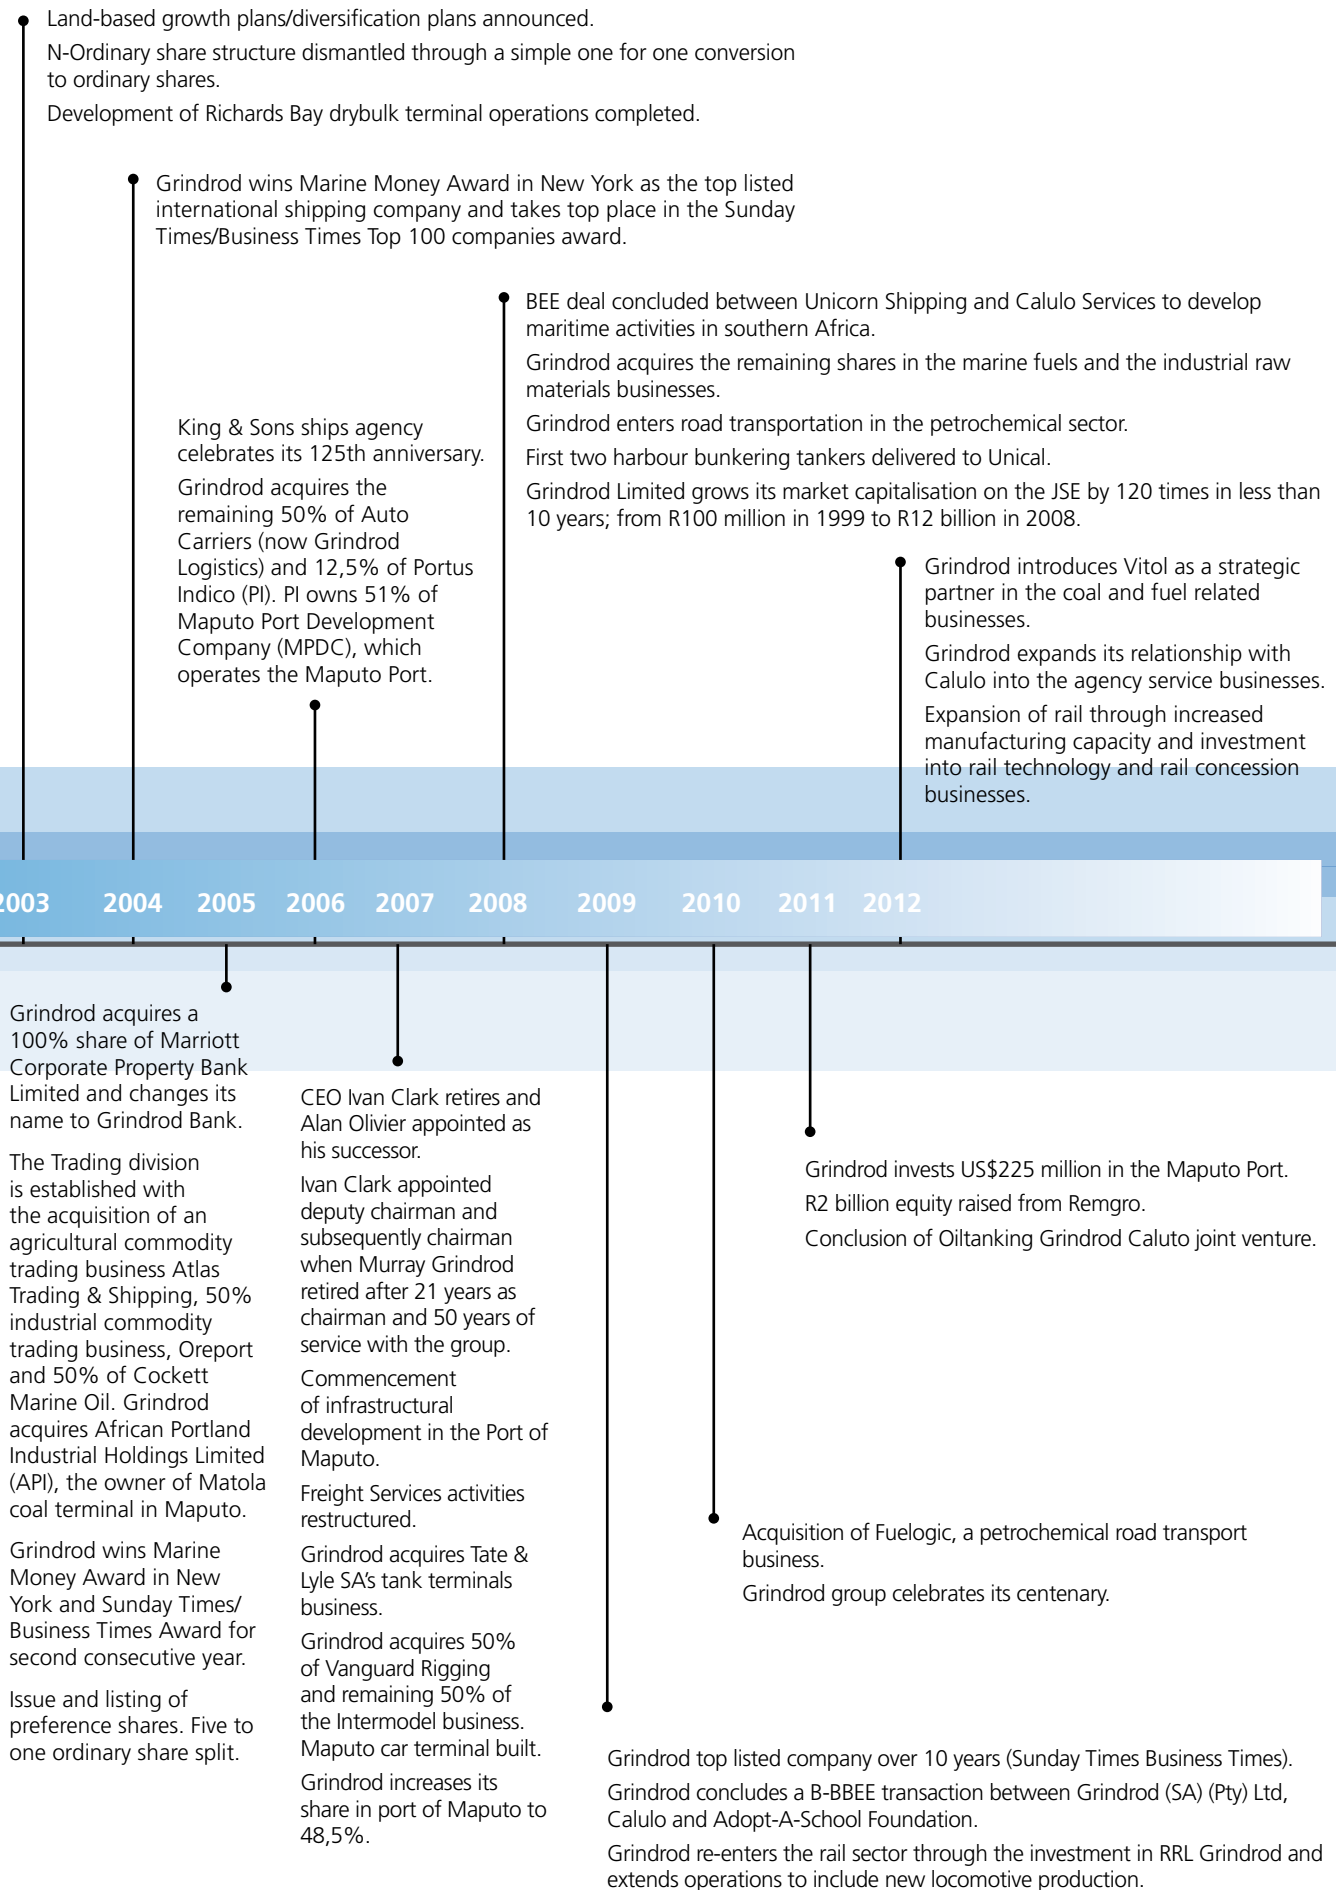 Land-based growth plans/diversification plans announced.
N-Ordinary share structure dismantled through a simple one for one conversion
to ordinary shares.
Development of Richards Bay drybulk terminal operations completed.
Grindrod wins Marine Money Award in New York as the top listed
international shipping company and takes top place in the Sunday
Times/Business Times Top 100 companies award.
BEE deal concluded between Unicorn Shipping and Calulo Services to develop
maritime activities in southern Africa.
Grindrod acquires the remaining shares in the marine fuels and the industrial raw
materials businesses.
Grindrod enters road transportation in the petrochemical sector.
First two harbour bunkering tankers delivered to Unical.
Grindrod Limited grows its market capitalisation on the JSE by 120 times in less than
10 years; from R100 million in 1999 to R12 billion in 2008.
King & Sons ships agency
celebrates its 125th anniversary.
Grindrod acquires the
remaining 50% of Auto
Carriers (now Grindrod
Logistics) and 12,5% of Portus
Indico (PI). PI owns 51% of
Maputo Port Development
Company (MPDC), which
operates the Maputo Port.
Grindrod introduces Vitol as a strategic
partner in the coal and fuel related
businesses.
Grindrod expands its relationship with
Calulo into the agency service businesses.
Expansion of rail through increased
manufacturing capacity and investment
into rail technology and rail concession
businesses.
2003 2004 2005 2006 2007 2008 2009 2010 2011 2012
Grindrod acquires a
100% share of Marriott
Corporate Property Bank
Limited and changes its
name to Grindrod Bank.
The Trading division
is established with
the acquisition of an
agricultural commodity
trading business Atlas
Trading & Shipping, 50%
industrial commodity
trading business, Oreport
and 50% of Cockett
Marine Oil. Grindrod
acquires African Portland
Industrial Holdings Limited
(API), the owner of Matola
coal terminal in Maputo.
Grindrod wins Marine
Money Award in New
York and Sunday Times/
Business Times Award for
second consecutive year.
Issue and listing of
preference shares. Five to
one ordinary share split.
CEO Ivan Clark retires and
Alan Olivier appointed as
his successor.
Ivan Clark appointed
deputy chairman and
subsequently chairman
when Murray Grindrod
retired after 21 years as
chairman and 50 years of
service with the group.
Commencement
of infrastructural
development in the Port of
Maputo.
Freight Services activities
restructured.
Grindrod acquires Tate &
Lyle SA's tank terminals
business.
Grindrod acquires 50%
of Vanguard Rigging
and remaining 50% of
the Intermodel business.
Maputo car terminal built.
Grindrod increases its
share in port of Maputo to
48,5%.
Grindrod invests US$225 million in the Maputo Port.
R2 billion equity raised from Remgro.
Conclusion of Oiltanking Grindrod Caluto joint venture.
Acquisition of Fuelogic, a petrochemical road transport
business.
Grindrod group celebrates its centenary.
Grindrod top listed company over 10 years (Sunday Times Business Times).
Grindrod concludes a B-BBEE transaction between Grindrod (SA) (Pty) Ltd,
Calulo and Adopt-A-School Foundation.
Grindrod re-enters the rail sector through the investment in RRL Grindrod and
extends operations to include new locomotive production.